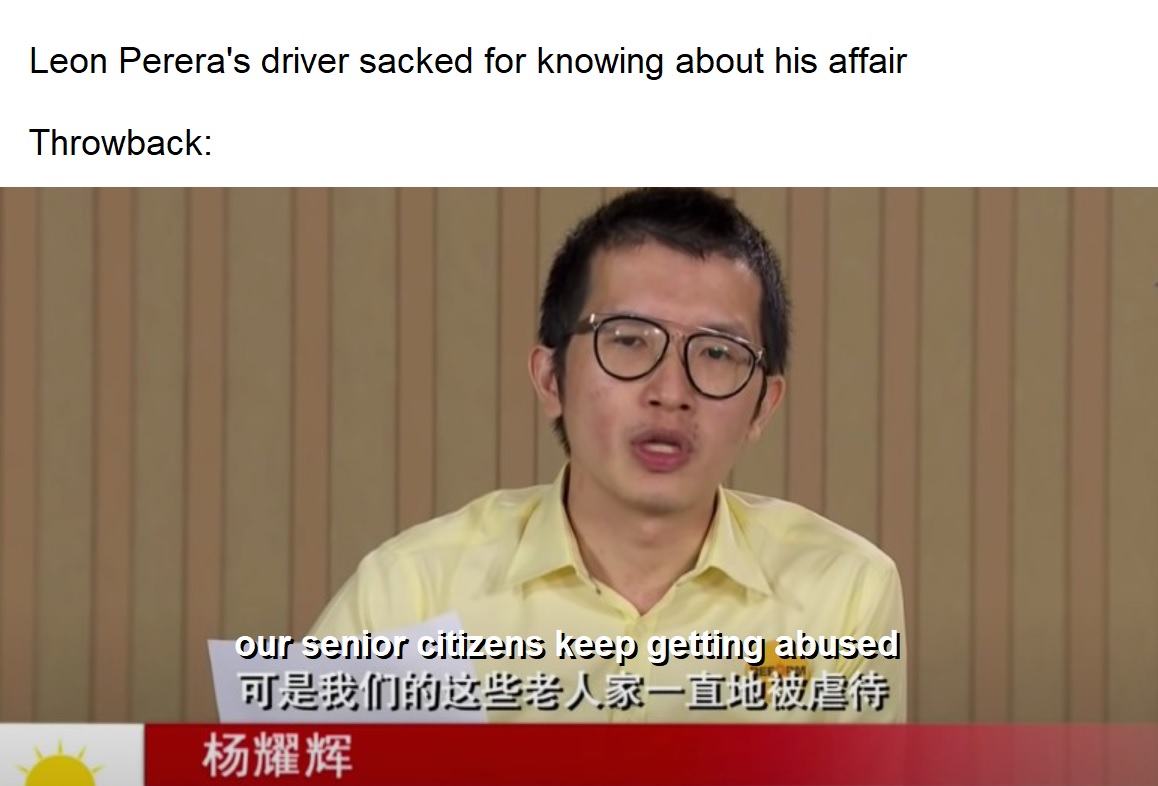 Leon Perera's driver sacked for knowing about his affair
Throwback:
our senior citizens keep getting abused
可是我们的这些老人家一直地被虐待
杨耀辉